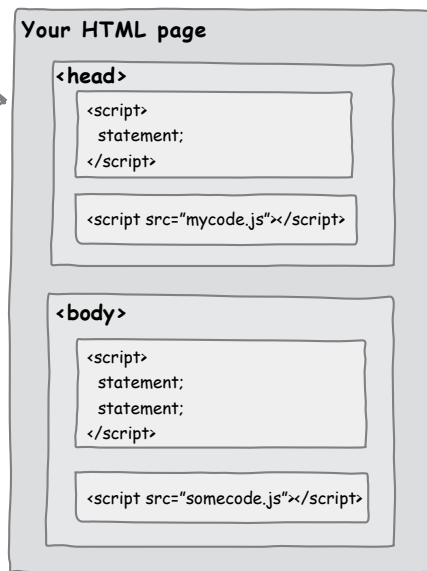 Your HTML page
<head>
<script>
statement;
</script>
<script src="mycode.js"></script>
<body>
<script>
statement;
statement;
</script>
<script src="somecode.js"></script>